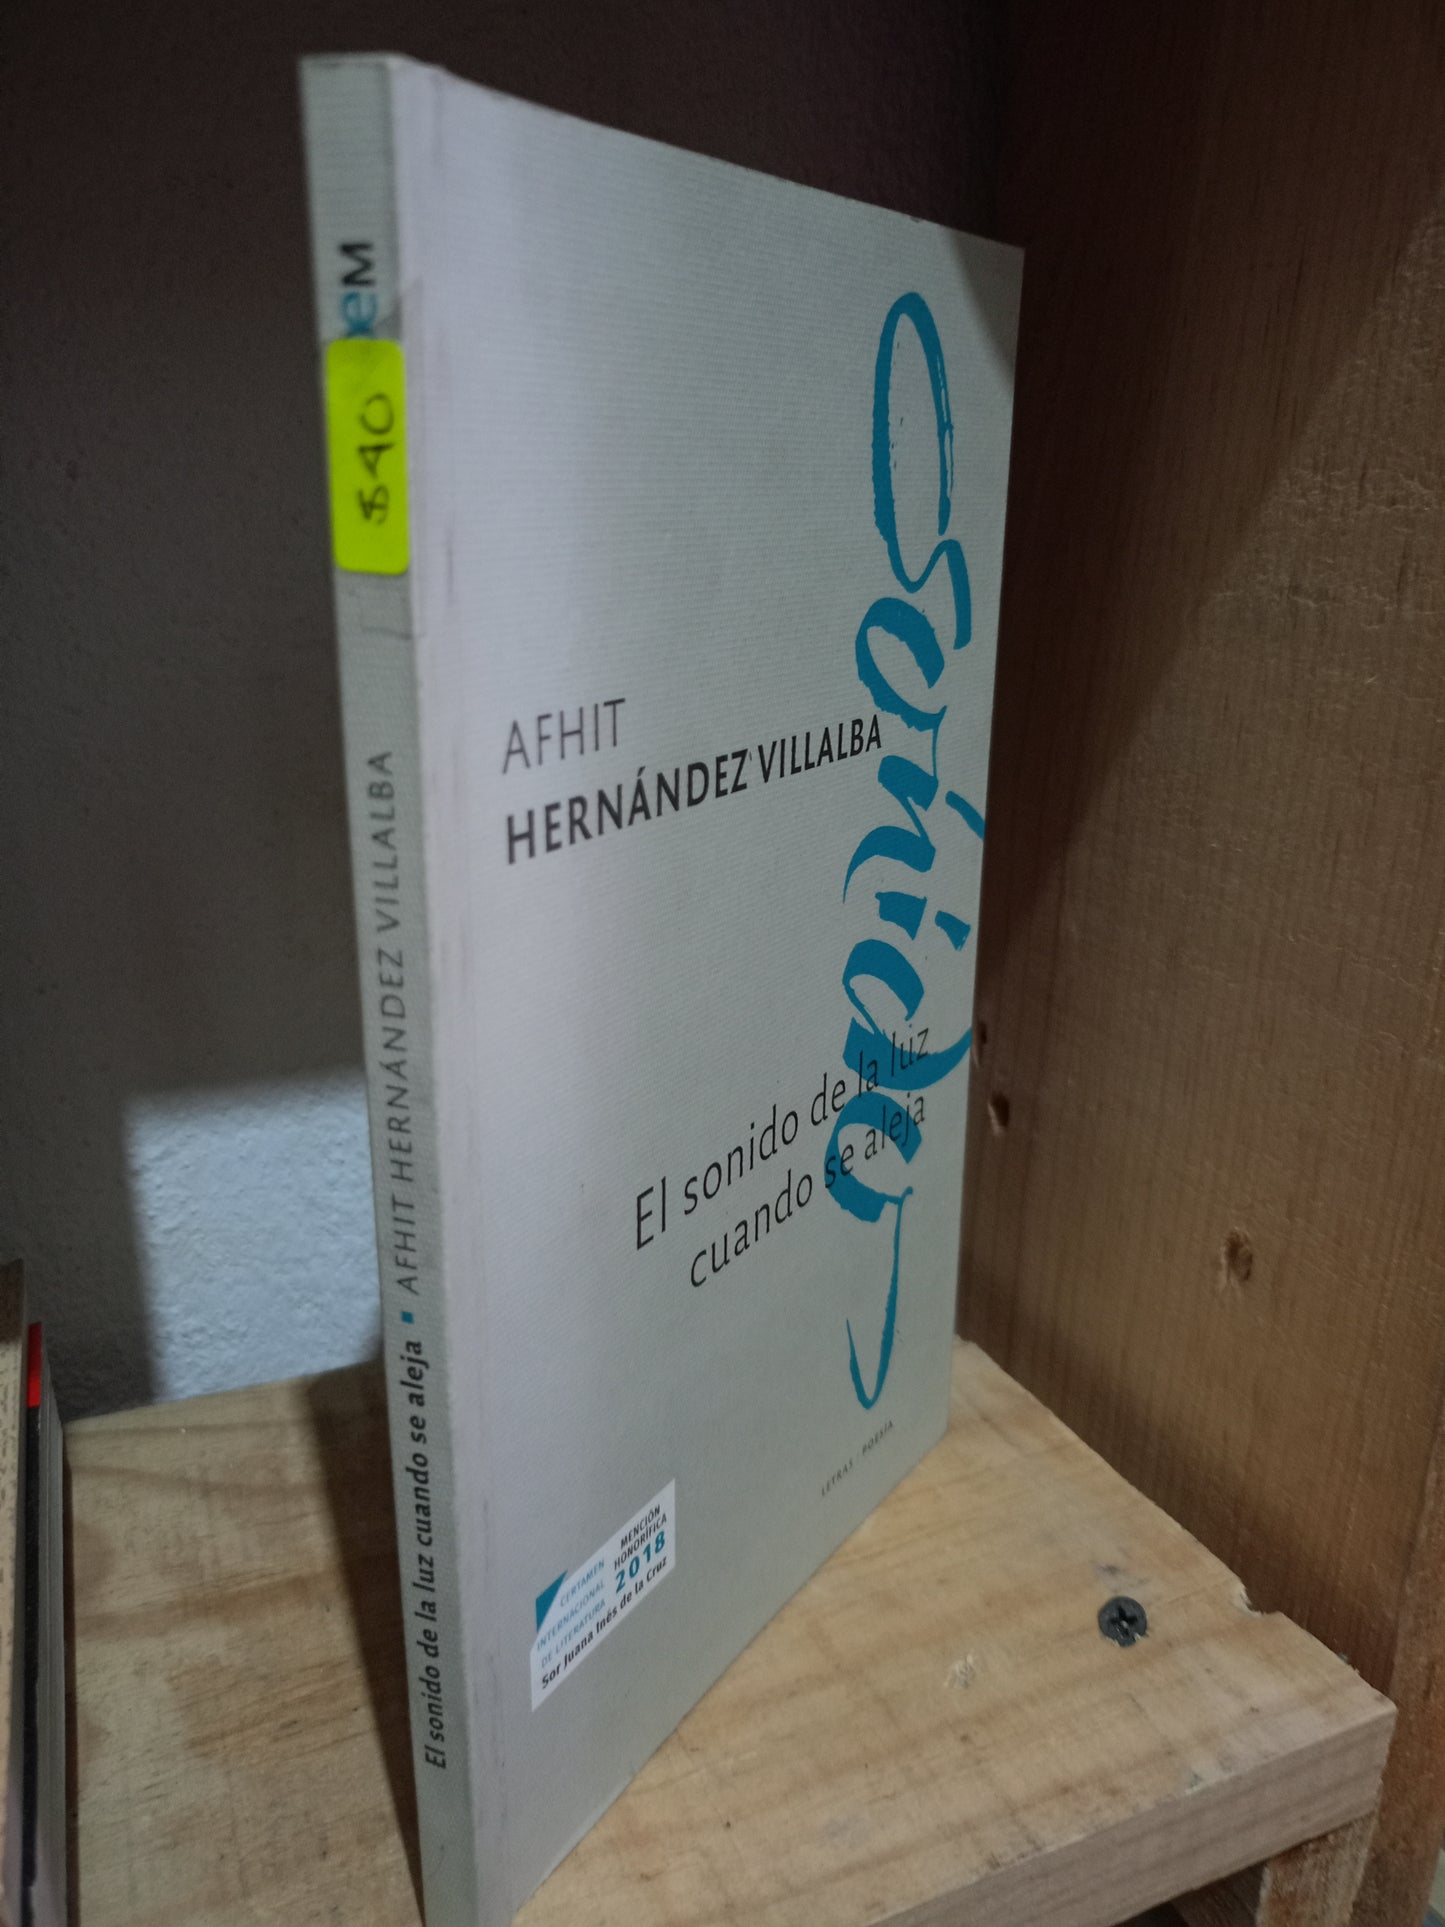 AFHIT
HERNÁNDEZ VILLALBA
Sonido
El sonido de la luz
cuando se aleja
LETRAS · POESÍA
CERTAMEN
INTERNACIONAL
DE LITERATURA
MENCIÓN
HONORÍFICA
2018
Sor Juana Inés de la Cruz
El sonido de la luz cuando se aleja ▪ AFHIT HERNÁNDEZ VILLALBA
$40